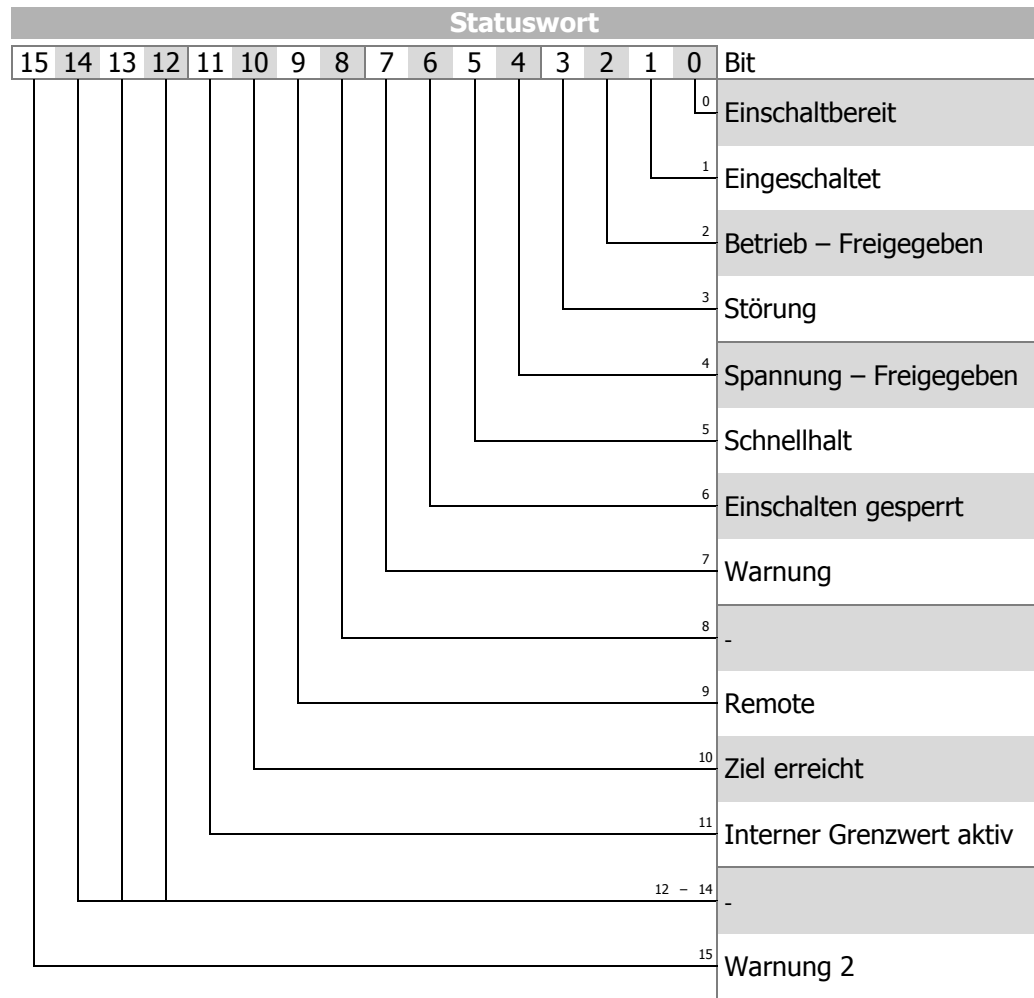 Statuswort
15 14 13 12 11 10 9 8 7 6 5 4 3 2 1 0 Bit
0 Einschaltbereit
1 Eingeschaltet
2 Betrieb – Freigegeben
3 Störung
4 Spannung – Freigegeben
5 Schnellhalt
6 Einschalten gesperrt
7 Warnung
8 -
9 Remote
10 Ziel erreicht
11 Interner Grenzwert aktiv
12 – 14 -
15 Warnung 2